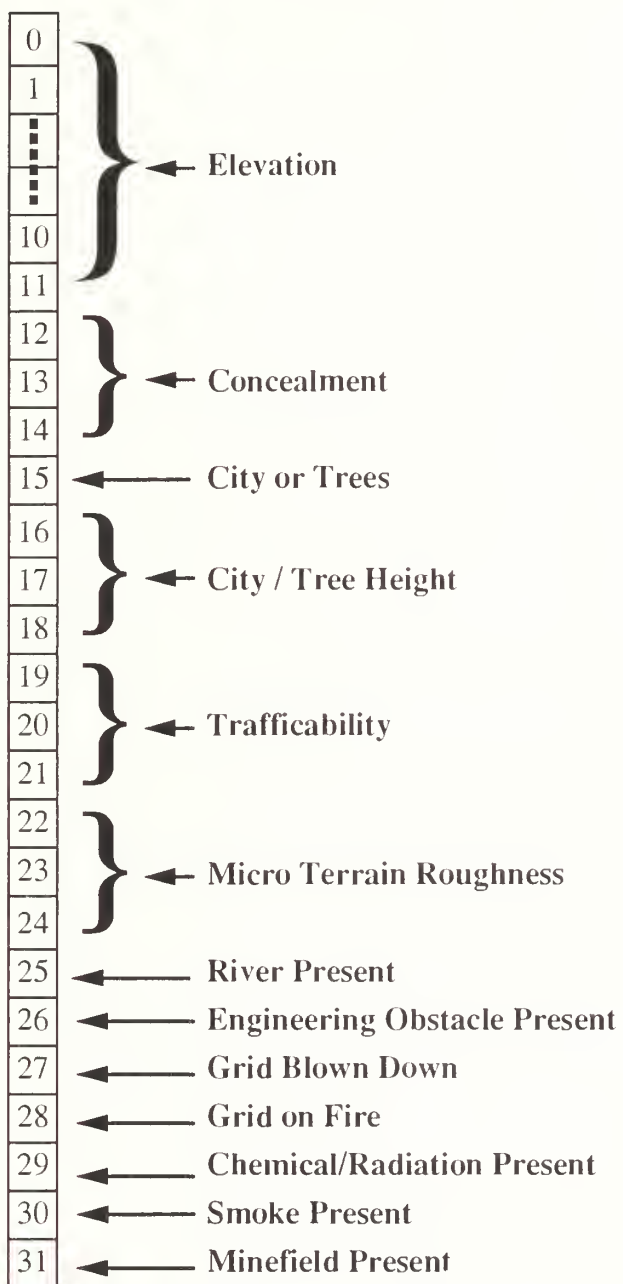 0
1
Elevation
10
11
12
13 Concealment
14
15 City or Trees
16
17 City / Tree Height
18
19
20 Trafficability
21
22
23 Micro Terrain Roughness
24
25 River Present
26 Engineering Obstacle Present
27 Grid Blown Down
28 Grid on Fire
29 Chemical/Radiation Present
30 Smoke Present
31 Minefield Present